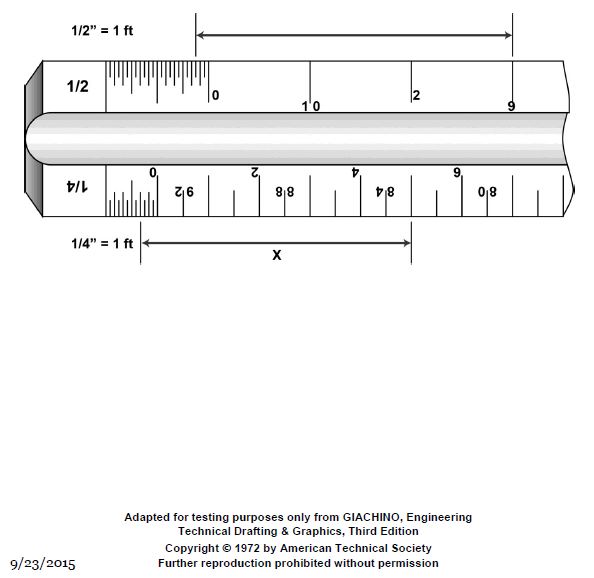 1/2” = 1 ft
1/2
0
10
2
9
1/4
0
2
4
6
92
88
84
80
1/4” = 1 ft
X
Adapted for testing purposes only from GIACHINO, Engineering
Technical Drafting & Graphics, Third Edition
Copyright © 1972 by American Technical Society
9/23/2015
Further reproduction prohibited without permission